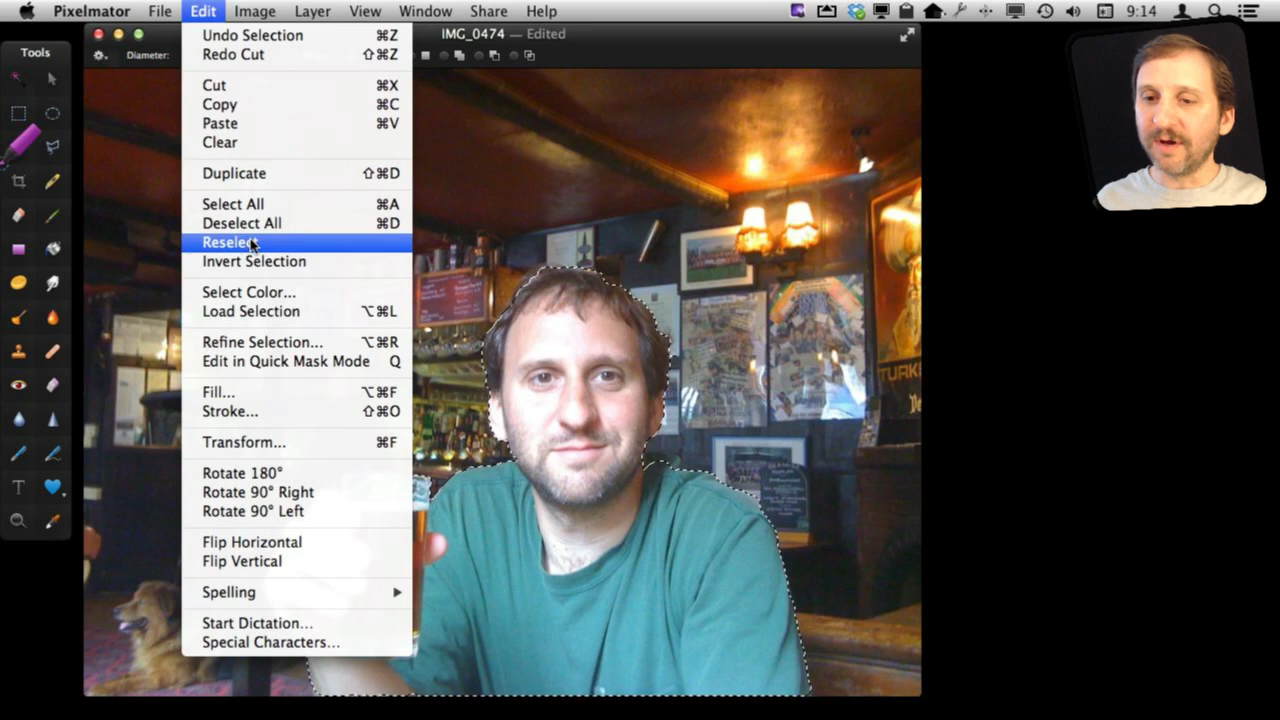 Pixelmator File Edit Image Layer View Window Share Help 9:14
Tools
IMG_0474 — Edited
Diameter:
Undo Selection ⌘Z
Redo Cut ⇧⌘Z
Cut ⌘X
Copy ⌘C
Paste ⌘V
Clear
Duplicate ⇧⌘D
Select All ⌘A
Deselect All ⌘D
Reselect
Invert Selection
Select Color...
Load Selection ⌥⌘L
Refine Selection... ⌥⌘R
Edit in Quick Mask Mode Q
Fill... ⌥⌘F
Stroke... ⇧⌘O
Transform... ⌘F
Rotate 180°
Rotate 90° Right
Rotate 90° Left
Flip Horizontal
Flip Vertical
Spelling
Start Dictation...
Special Characters...
T
TURKS